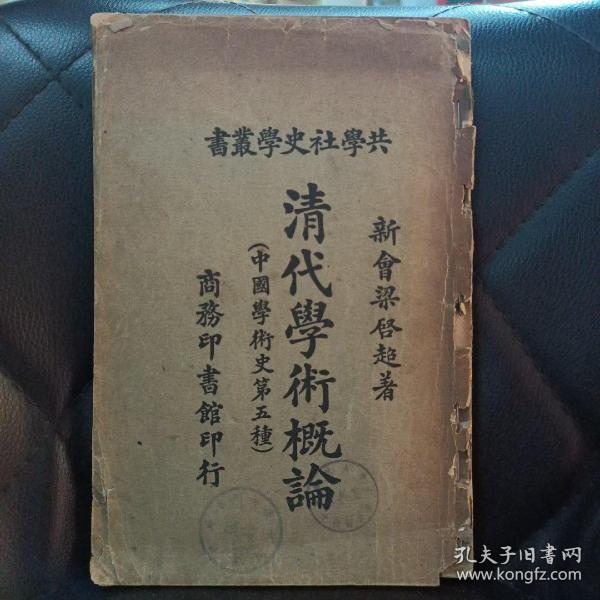 共學社史學叢書
新會梁啓超著
清代學術概論
(中國學術史第五種)
商務印書館印行
孔夫子旧书网
www.kongfz.com